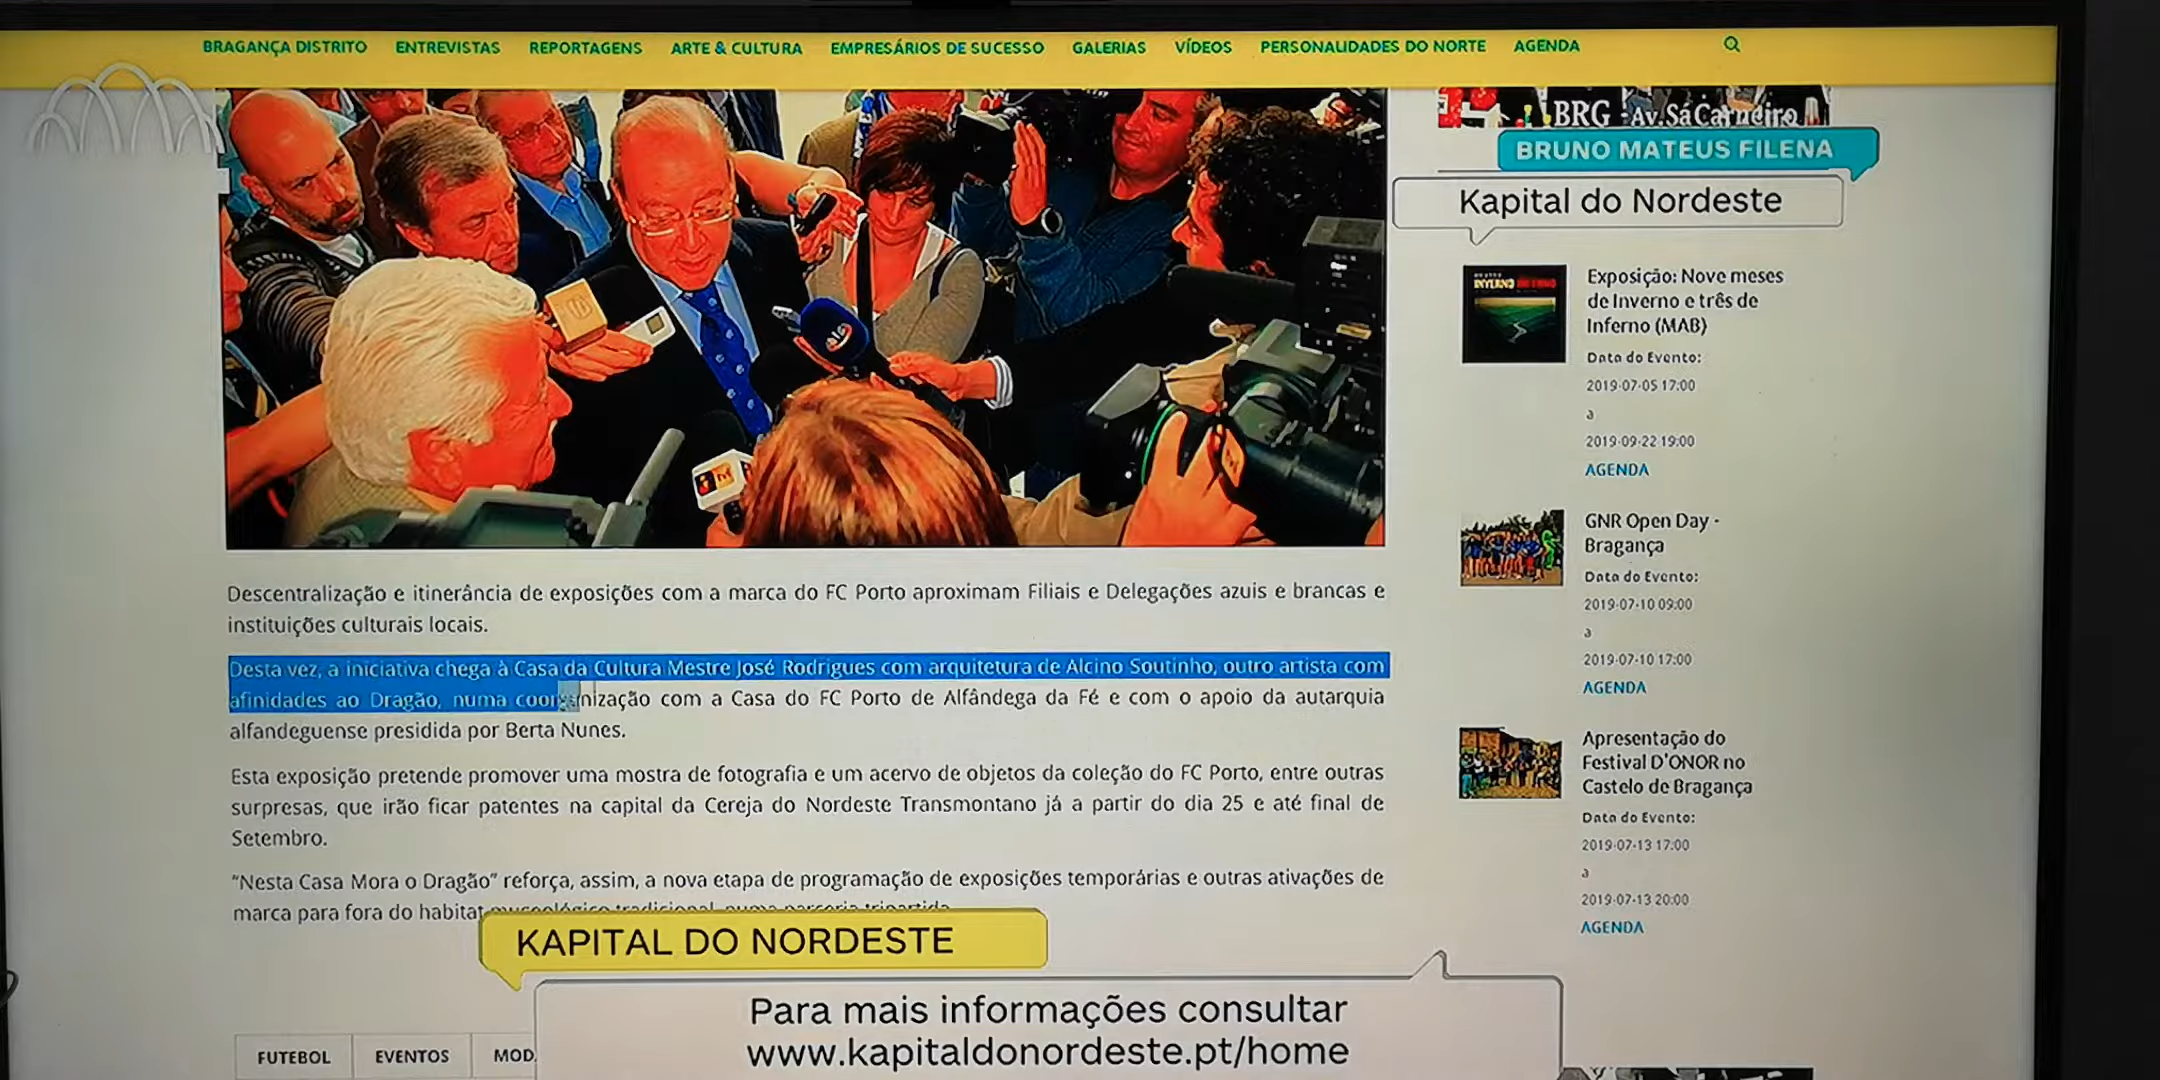 BRAGANÇA DISTRITO ENTREVISTAS REPORTAGENS ARTE & CULTURA EMPRESÁRIOS DE SUCESSO GALERIAS VÍDEOS PERSONALIDADES DO NORTE AGENDA
BRG - Av. Sá Carneiro
BRUNO MATEUS FILENA
Kapital do Nordeste
Exposição: Nove meses
de Inverno e três de
Inferno (MAB)
Data do Evento:
2019-07-05 17:00
a
2019-09-22 19:00
AGENDA
GNR Open Day -
Bragança
Data do Evento:
2019-07-10 09:00
a
2019-07-10 17:00
AGENDA
Apresentação do
Festival D'ONOR no
Castelo de Bragança
Data do Evento:
2019-07-13 17:00
a
2019-07-13 20:00
AGENDA
Descentralização e itinerância de exposições com a marca do FC Porto aproximam Filiais e Delegações azuis e brancas e
instituições culturais locais.
Desta vez, a iniciativa chega à Casa da Cultura Mestre José Rodrigues com arquitetura de Alcino Soutinho, outro artista com
afinidades ao Dragão, numa coorganização com a Casa do FC Porto de Alfândega da Fé e com o apoio da autarquia
alfandeguense presidida por Berta Nunes.
Esta exposição pretende promover uma mostra de fotografia e um acervo de objetos da coleção do FC Porto, entre outras
surpresas, que irão ficar patentes na capital da Cereja do Nordeste Transmontano já a partir do dia 25 e até final de
Setembro.
"Nesta Casa Mora o Dragão" reforça, assim, a nova etapa de programação de exposições temporárias e outras ativações de
marca para fora do habitat museológico tradicional, numa parceria tripartida.
KAPITAL DO NORDESTE
Para mais informações consultar
www.kapitaldonordeste.pt/home
FUTEBOL EVENTOS MOD